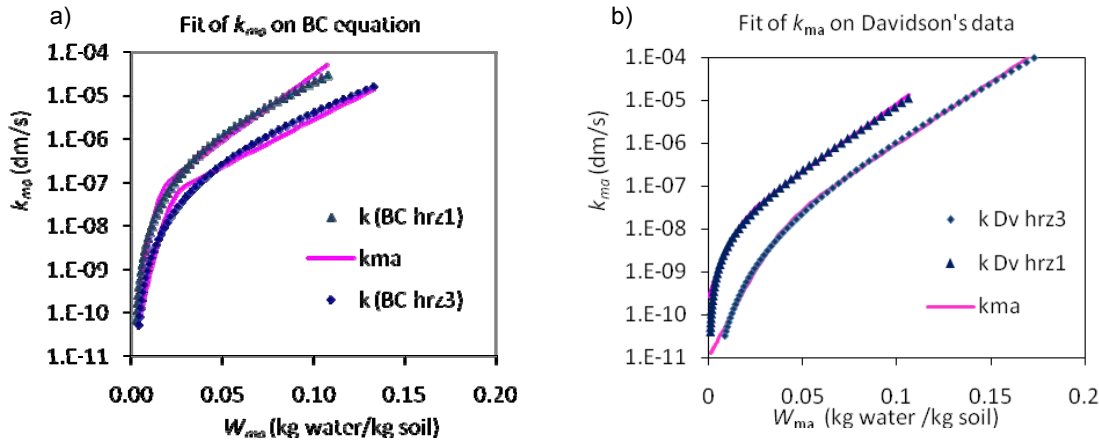 a)
Fit of kma on BC equation
1.E-04
1.E-05
1.E-06
1.E-07
1.E-08
1.E-09
1.E-10
1.E-11
kma (dm/s)
k (BC hrz1)
kma
k (BC hrz3)
0.00
0.05
0.10
0.15
0.20
Wma (kg water/kg soil)
b)
Fit of kma on Davidson's data
1.E-04
1.E-05
1.E-06
1.E-07
1.E-08
1.E-09
1.E-10
1.E-11
kma (dm/s)
k Dv hrz3
k Dv hrz1
kma
0
0.05
0.1
0.15
0.20
Wma (kg water /kg soil)